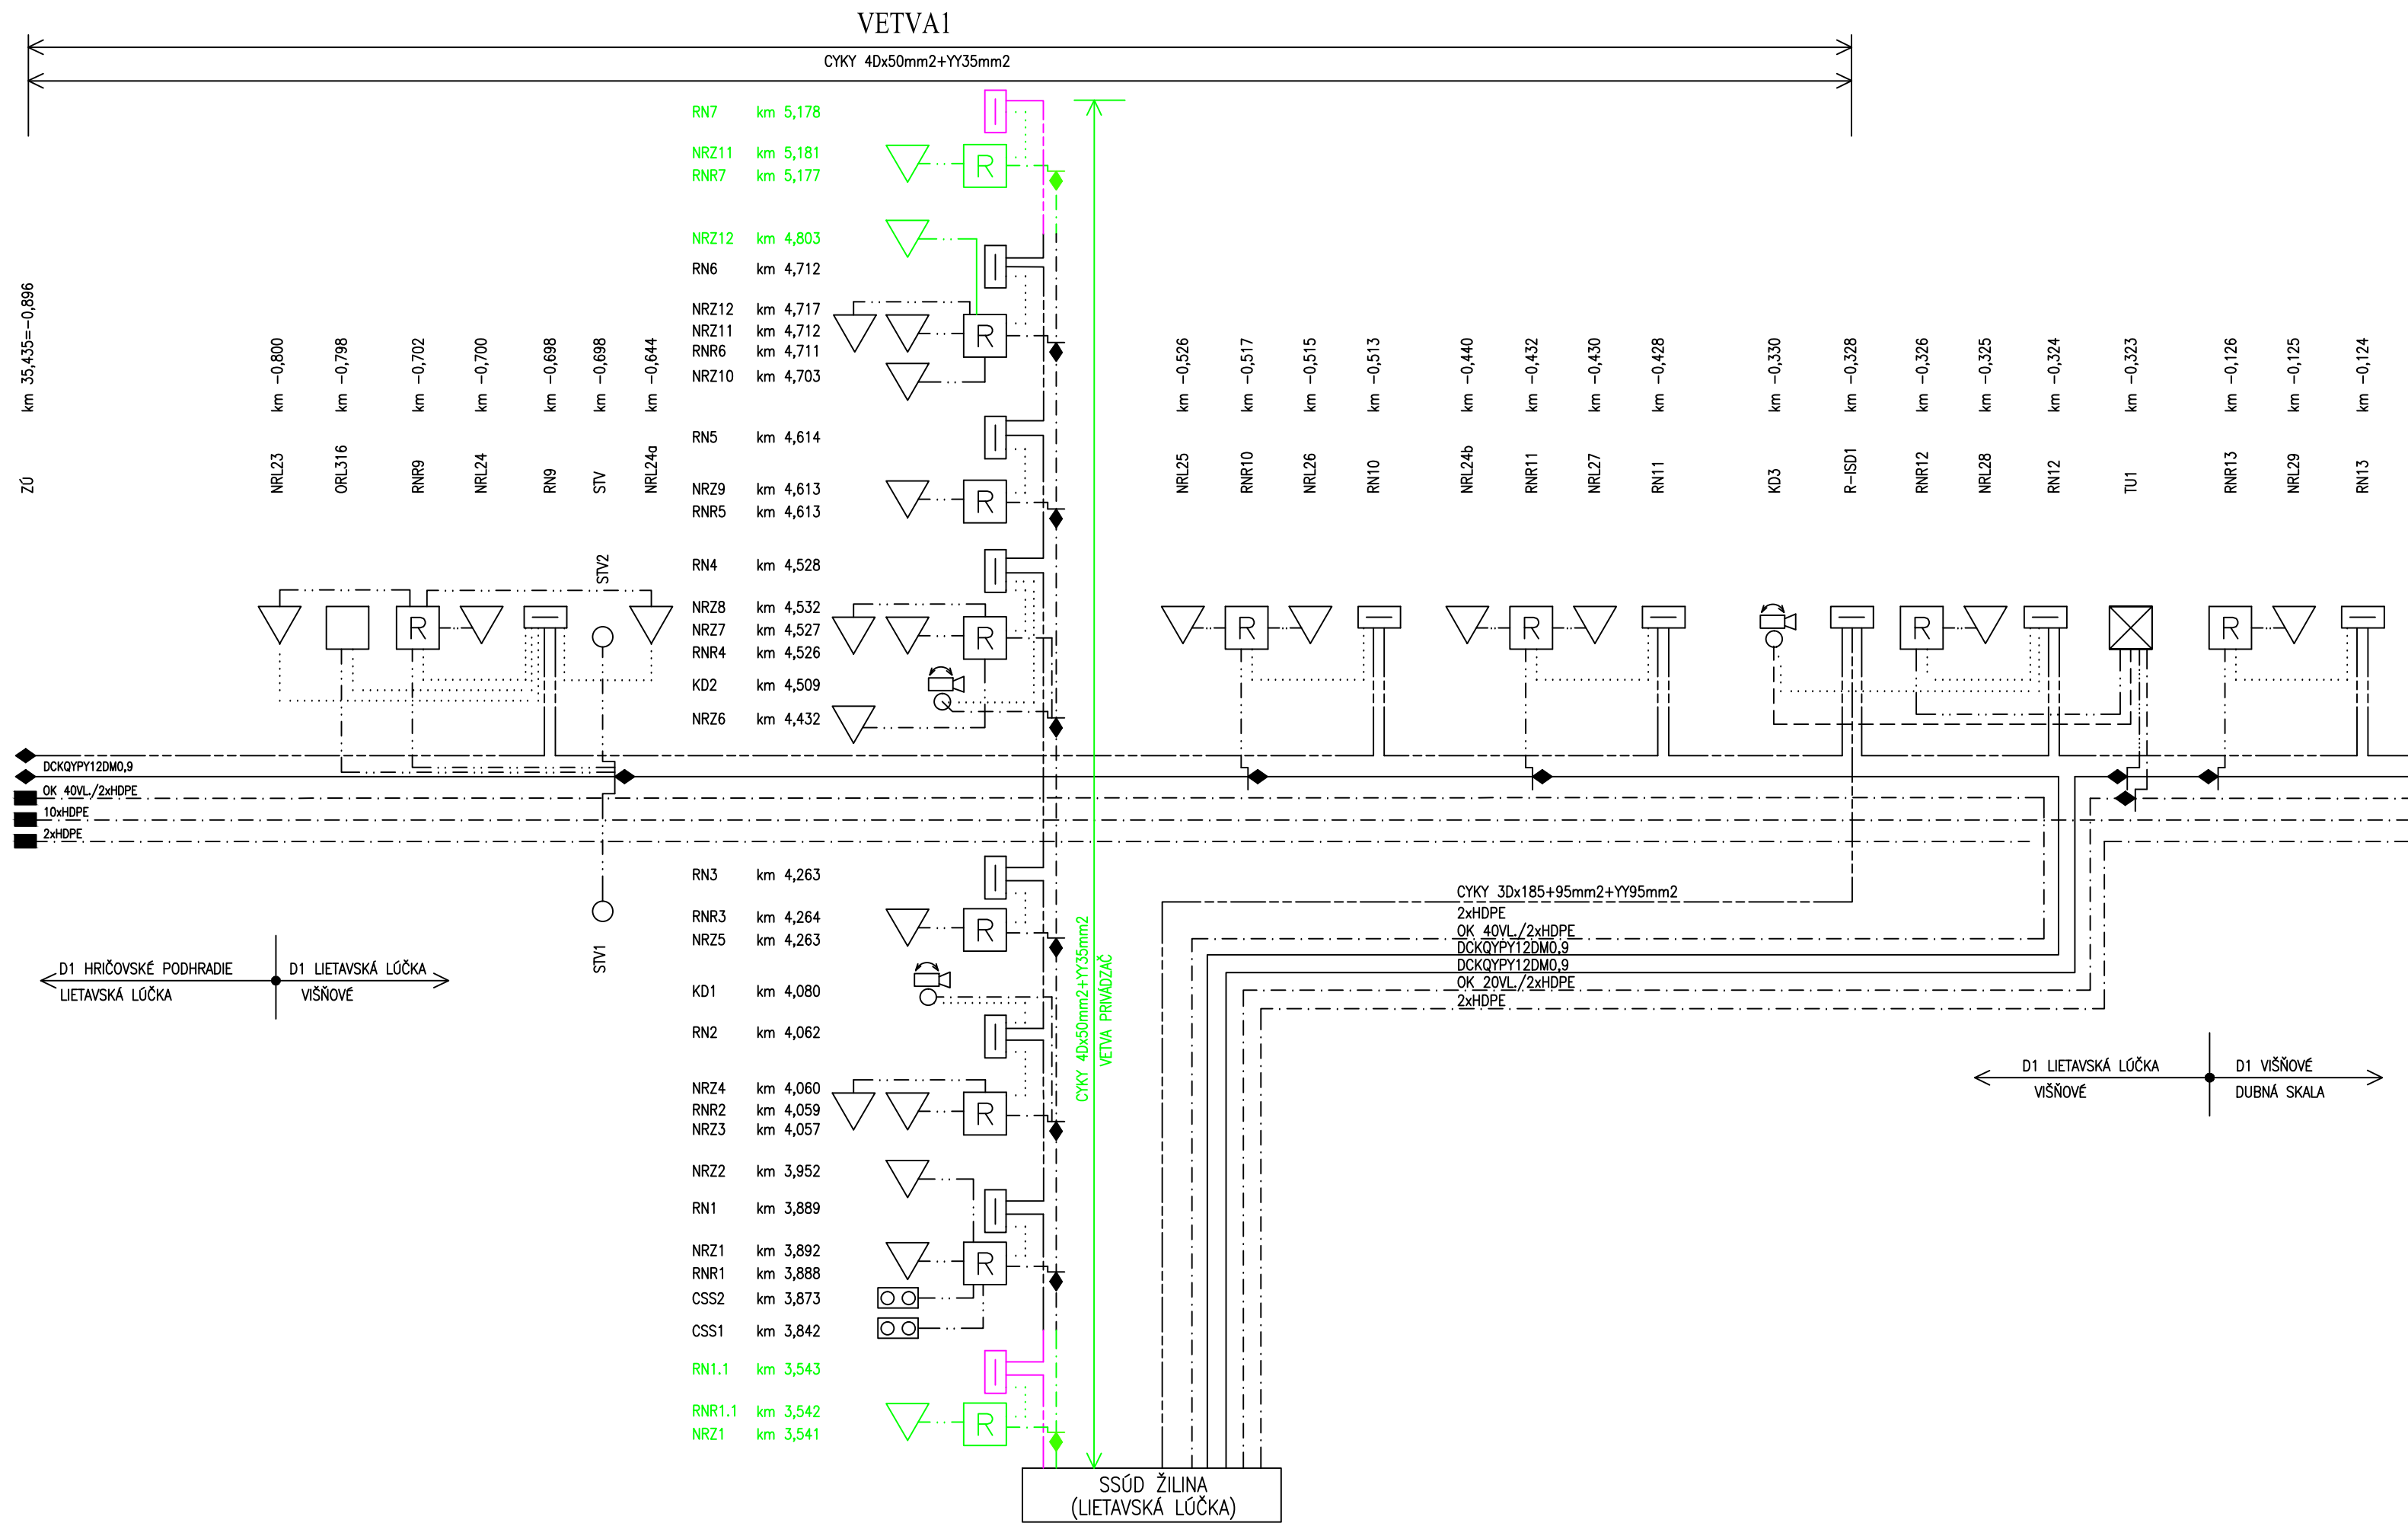 VETVA1
CYKY 4Dx50mm2+YY35mm2
RN7 km 5,178
NRZ11 km 5,181
RNR7 km 5,177
NRZ12 km 4,803
RN6 km 4,712
NRZ12 km 4,717
NRZ11 km 4,712
RNR6 km 4,711
NRZ10 km 4,703
RN5 km 4,614
NRZ9 km 4,613
RNR5 km 4,613
RN4 km 4,528
NRZ8 km 4,532
NRZ7 km 4,527
RNR4 km 4,526
KD2 km 4,509
NRZ6 km 4,432
RN3 km 4,263
RNR3 km 4,264
NRZ5 km 4,263
KD1 km 4,080
RN2 km 4,062
NRZ4 km 4,060
RNR2 km 4,059
NRZ3 km 4,057
NRZ2 km 3,952
RN1 km 3,889
NRZ1 km 3,892
RNR1 km 3,888
CSS2 km 3,873
CSS1 km 3,842
RN1.1 km 3,543
RNR1.1 km 3,542
NRZ1 km 3,541
R
R
R
R
R
R
R
R
R
ZÚ km 35,435=-0,896
NRL23 km -0,800
ORL316 km -0,798
RNR9 km -0,702
NRL24 km -0,700
RN9 km -0,698
STV km -0,698
NRL24a km -0,644
NRL25 km -0,526
RNR10 km -0,517
NRL26 km -0,515
RN10 km -0,513
NRL24b km -0,440
RNR11 km -0,432
NRL27 km -0,430
RN11 km -0,428
KD3 km -0,330
R-ISD1 km -0,328
RNR12 km -0,326
NRL28 km -0,325
RN12 km -0,324
TU1 km -0,323
RNR13 km -0,126
NRL29 km -0,125
RN13 km -0,124
STV2
R
R
R
R
R
DCKQYPY12DM0,9
OK 40VL./2xHDPE
10xHDPE
2xHDPE
STV1
D1 HRIČOVSKÉ PODHRADIE
LIETAVSKÁ LÚČKA
D1 LIETAVSKÁ LÚČKA
VIŠŇOVÉ
CYKY 4Dx50mm2+YY35mm2
VETVA PRIVÁDZAČ
CYKY 3Dx185+95mm2+YY95mm2
2xHDPE
OK 40VL./2xHDPE
DCKQYPY12DM0,9
DCKQYPY12DM0,9
OK 20VL./2xHDPE
2xHDPE
D1 LIETAVSKÁ LÚČKA
VIŠŇOVÉ
D1 VIŠŇOVÉ
DUBNÁ SKALA
SSÚD ŽILINA
(LIETAVSKÁ LÚČKA)